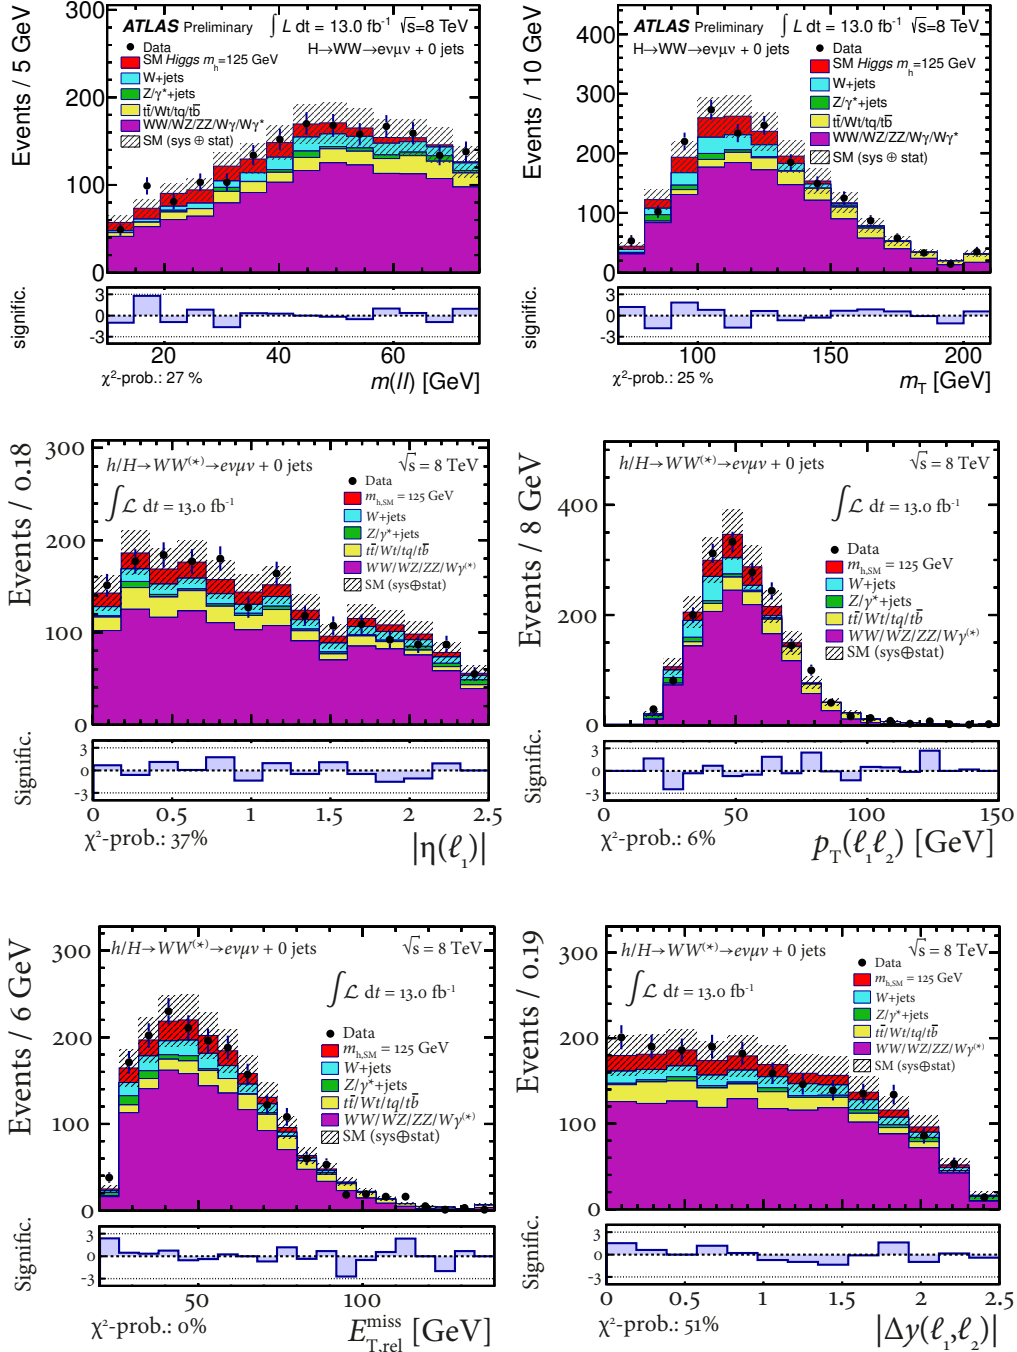 ATLAS Preliminary ∫ L dt = 13.0 fb⁻¹ √s=8 TeV
H→WW→eνμν + 0 jets
Data
SM Higgs m_h=125 GeV
W+jets
Z/γ*+jets
tt̄/Wt/tq/tb̄
WW/WZ/ZZ/Wγ/Wγ*
SM (sys ⊕ stat)
Events / 5 GeV
300
200
100
0
signific.
3
0
-3
20 40 60
χ²-prob.: 27 %
m(ll) [GeV]
ATLAS Preliminary ∫ L dt = 13.0 fb⁻¹ √s=8 TeV
H→WW→eνμν + 0 jets
Data
SM Higgs m_h=125 GeV
W+jets
Z/γ*+jets
tt̄/Wt/tq/tb̄
WW/WZ/ZZ/Wγ/Wγ*
SM (sys ⊕ stat)
Events / 10 GeV
400
300
200
100
0
signific.
3
0
-3
100 150 200
χ²-prob.: 25 %
m_T [GeV]
h/H→WW⁽*⁾→eνμν + 0 jets √s = 8 TeV
∫ℒ dt = 13.0 fb⁻¹
Data
m_h,SM = 125 GeV
W+jets
Z/γ*+jets
tt̄/Wt/tq/tb̄
WW/WZ/ZZ/Wγ⁽*⁾
SM (sys⊕stat)
Events / 0.18
300
200
100
0
Signific.
3
0
-3
0 0.5 1 1.5 2 2.5
χ²-prob.: 37%
|η(ℓ₁)|
h/H→WW⁽*⁾→eνμν + 0 jets √s = 8 TeV
∫ℒ dt = 13.0 fb⁻¹
Data
m_h,SM = 125 GeV
W+jets
Z/γ*+jets
tt̄/Wt/tq/tb̄
WW/WZ/ZZ/Wγ⁽*⁾
SM (sys⊕stat)
Events / 8 GeV
400
200
0
Signific.
3
0
-3
0 50 100 150
χ²-prob.: 6%
p_T(ℓ₁ℓ₂) [GeV]
h/H→WW⁽*⁾→eνμν + 0 jets √s = 8 TeV
∫ℒ dt = 13.0 fb⁻¹
Data
m_h,SM = 125 GeV
W+jets
Z/γ*+jets
tt̄/Wt/tq/tb̄
WW/WZ/ZZ/Wγ⁽*⁾
SM (sys⊕stat)
Events / 6 GeV
300
200
100
0
Signific.
3
0
-3
50 100
χ²-prob.: 0%
E_T,rel^miss [GeV]
h/H→WW⁽*⁾→eνμν + 0 jets √s = 8 TeV
∫ℒ dt = 13.0 fb⁻¹
Data
m_h,SM = 125 GeV
W+jets
Z/γ*+jets
tt̄/Wt/tq/tb̄
WW/WZ/ZZ/Wγ⁽*⁾
SM (sys⊕stat)
Events / 0.19
300
200
100
0
Signific.
3
0
-3
0 0.5 1 1.5 2 2.5
χ²-prob.: 51%
|Δy(ℓ₁,ℓ₂)|